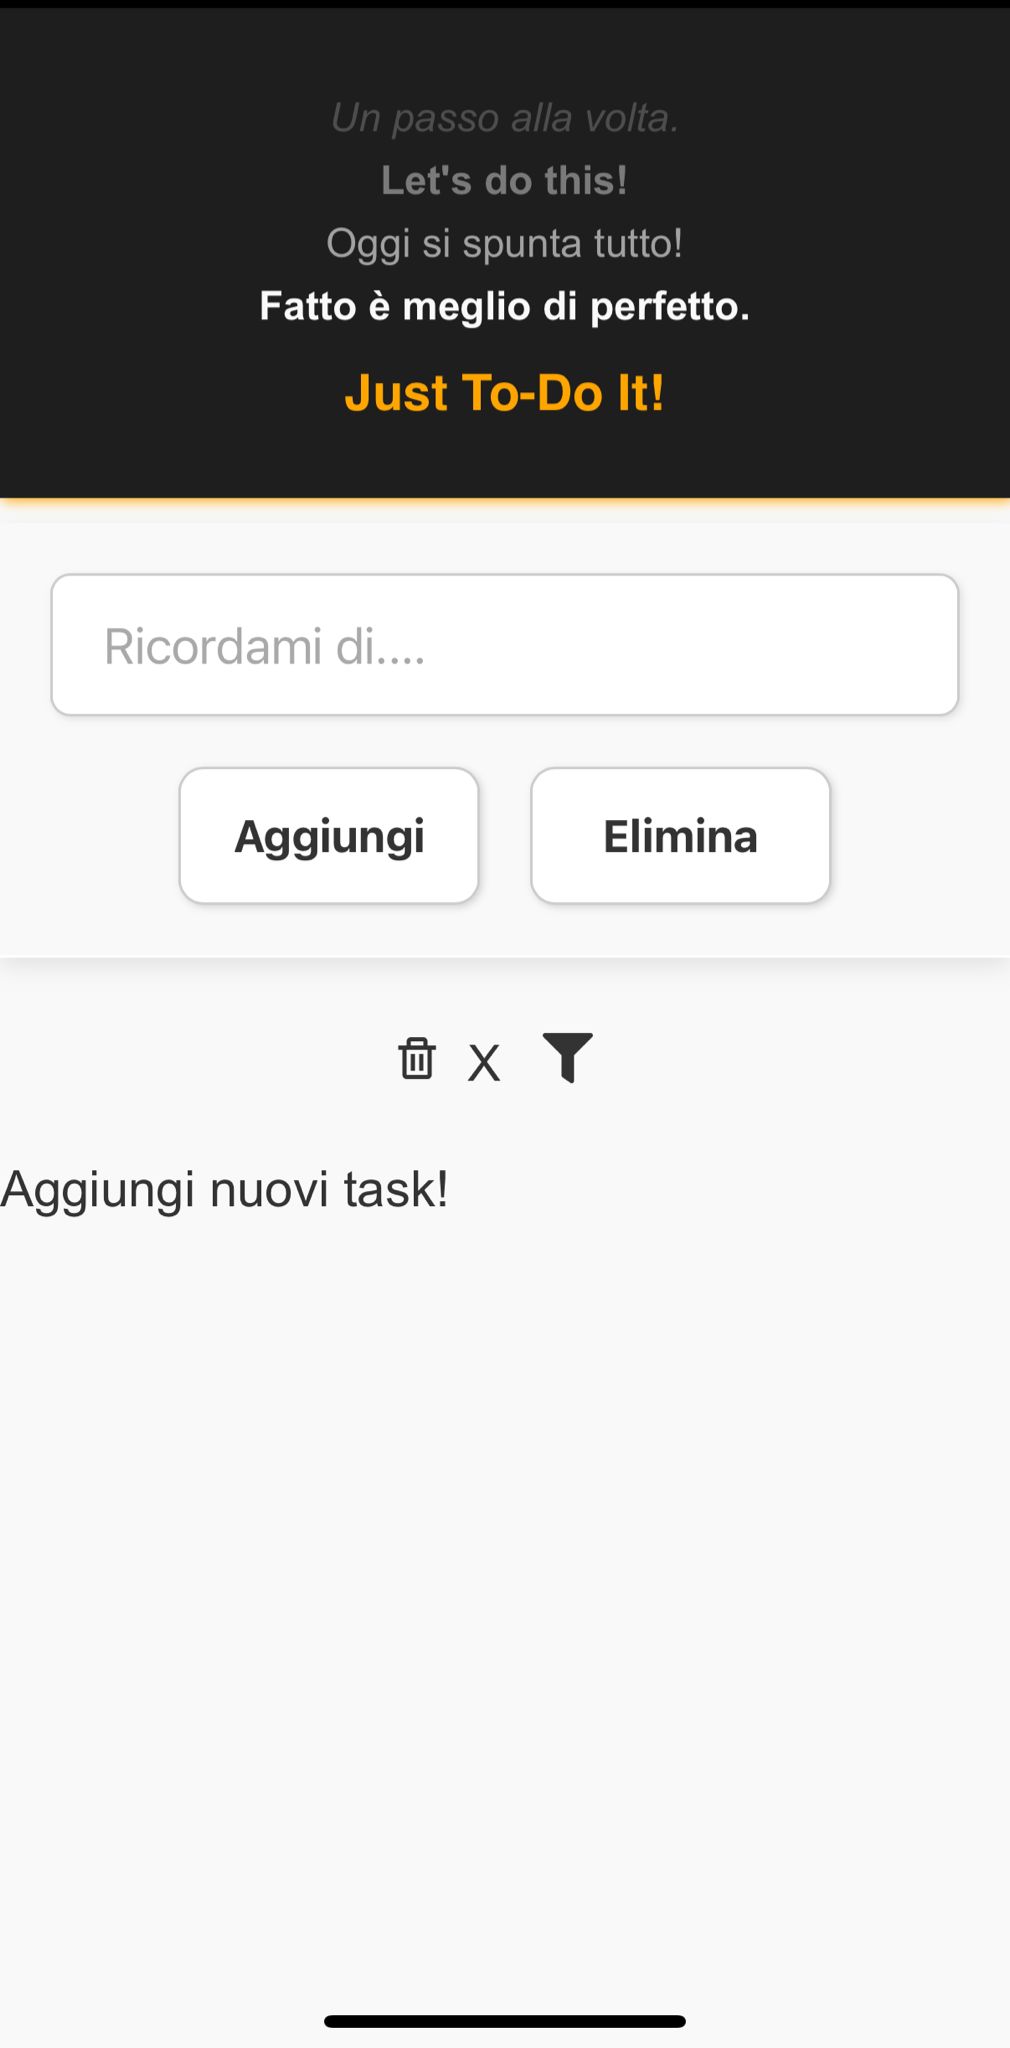 Un passo alla volta.
Let's do this!
Oggi si spunta tutto!
Fatto è meglio di perfetto.
Just To-Do It!
Ricordami di....
Aggiungi Elimina
X
Aggiungi nuovi task!